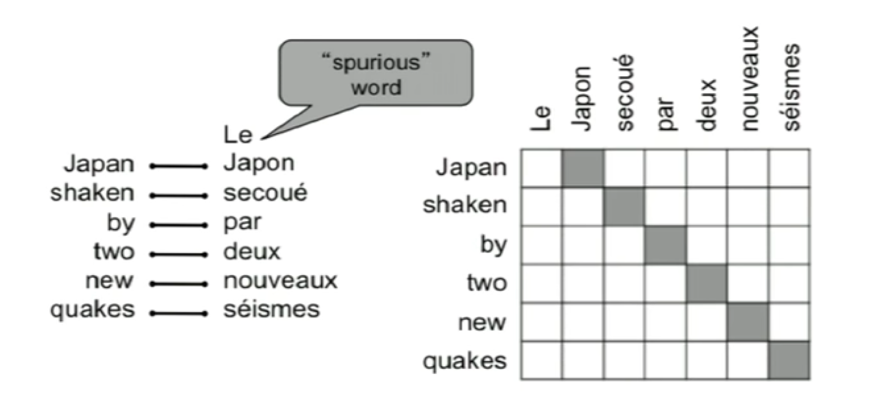 “spurious”
word
Le
Japan Japon
shaken secoué
by par
two deux
new nouveaux
quakes séismes
Le Japon secoué par deux nouveaux séismes
Japan
shaken
by
two
new
quakes